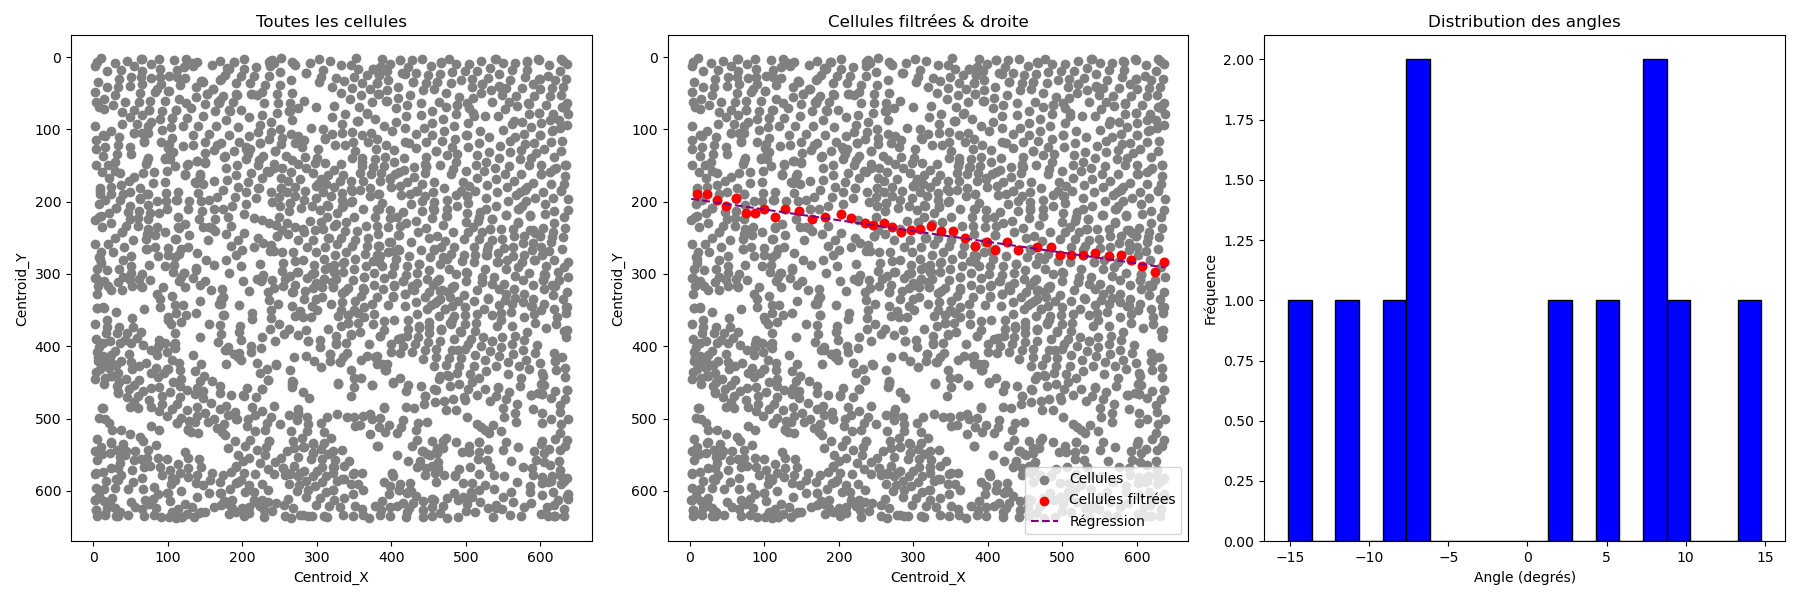 Toutes les cellules
0
100
200
300
400
500
600
Centroid_Y
0 100 200 300 400 500 600
Centroid_X
Cellules filtrées & droite
0
100
200
300
400
500
600
Centroid_Y
Cellules
Cellules filtrées
Régression
0 100 200 300 400 500 600
Centroid_X
Distribution des angles
2.00
1.75
1.50
1.25
1.00
0.75
0.50
0.25
0.00
Fréquence
−15 −10 −5 0 5 10 15
Angle (degrés)